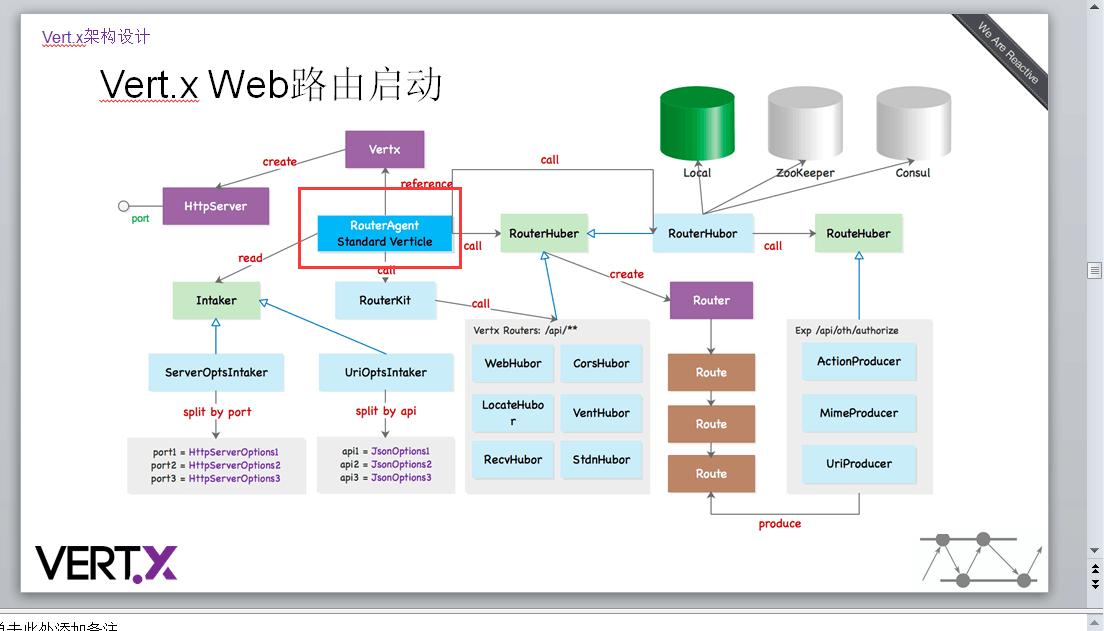 Vert.x架构设计
We Are Reactive
Vert.x Web路由启动
Vertx
create
call
Local
ZooKeeper
Consul
reference
HttpServer
port
RouterAgent
Standard Verticle
call
RouterHuber
RouterHubor
call
RouteHuber
read
call
create
Intaker
RouterKit
call
Router
Vertx Routers: /api/**
Exp /api/oth/authorize
ServerOptsIntaker
UriOptsIntaker
WebHubor
CorsHubor
Route
ActionProducer
split by port
split by api
LocateHubo
r
VentHubor
Route
MimeProducer
port1 = HttpServerOptions1
port2 = HttpServerOptions2
port3 = HttpServerOptions3
api1 = JsonOptions1
api2 = JsonOptions2
api3 = JsonOptions3
RecvHubor
StdnHubor
Route
UriProducer
produce
VERT.X
单击此处添加备注